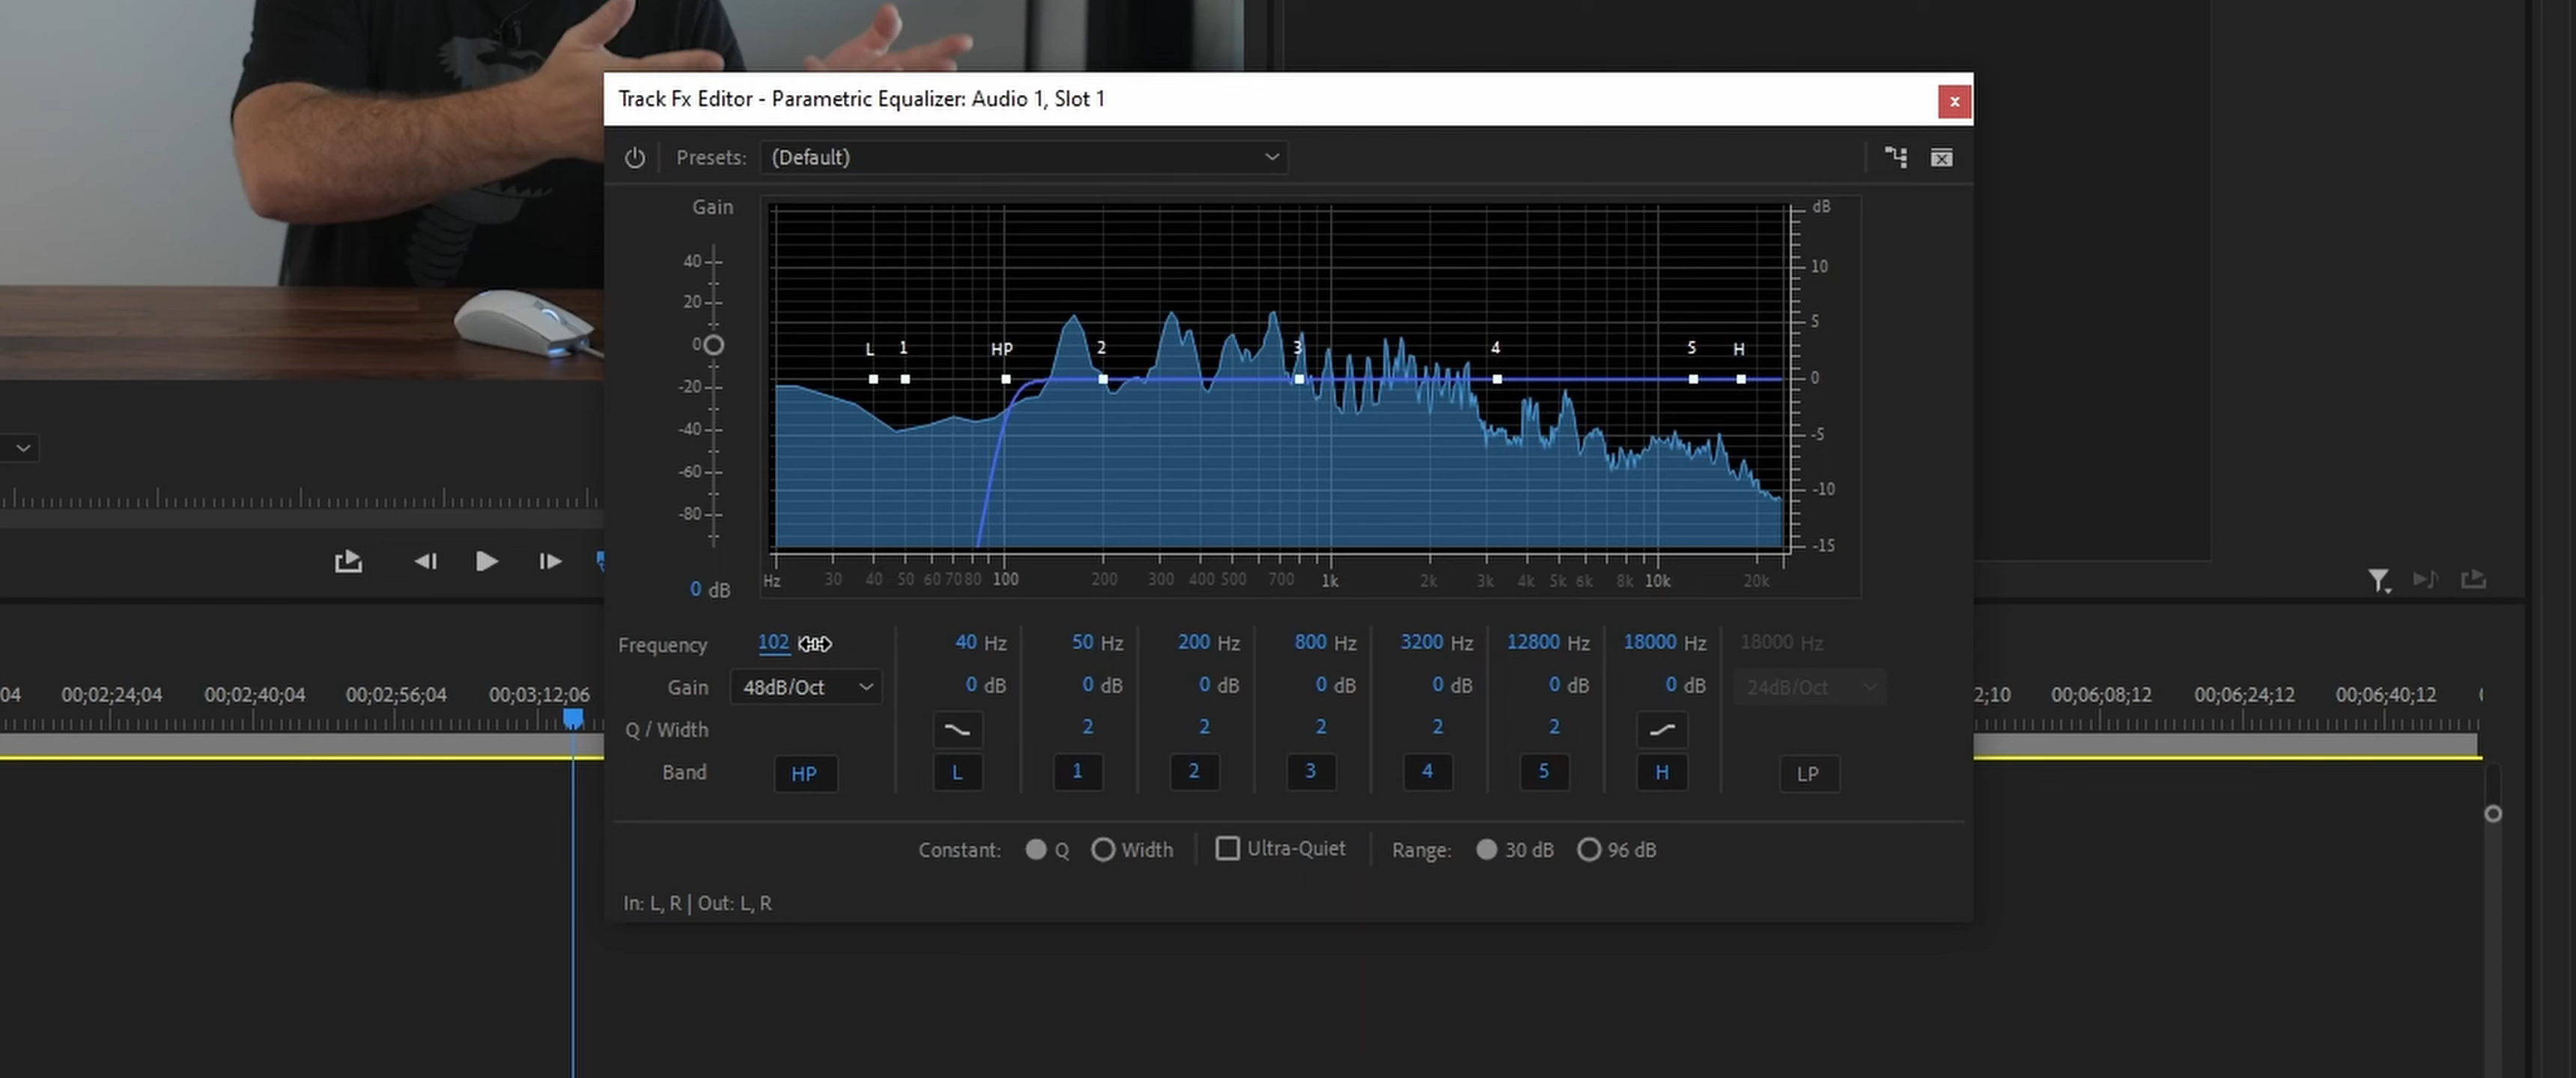 Track Fx Editor - Parametric Equalizer: Audio 1, Slot 1
x
Presets: (Default)
Gain
dB
40
20
0
-20
-40
-60
-80
0 dB
10
5
0
-5
-10
-15
L 1 HP 2 3 4 5 H
Hz 30 40 50 60 70 80 100 200 300 400 500 700 1k 2k 3k 4k 5k 6k 8k 10k 20k
Frequency 102 40 Hz 50 Hz 200 Hz 800 Hz 3200 Hz 12800 Hz 18000 Hz 18000 Hz
Gain 48dB/Oct 0 dB 0 dB 0 dB 0 dB 0 dB 0 dB 0 dB 24dB/Oct
Q / Width 2 2 2 2 2
Band HP L 1 2 3 4 5 H LP
Constant: Q Width Ultra-Quiet Range: 30 dB 96 dB
In: L, R | Out: L, R
04 00;02;24;04 00;02;40;04 00;02;56;04 00;03;12;06 2;10 00;06;08;12 00;06;24;12 00;06;40;12